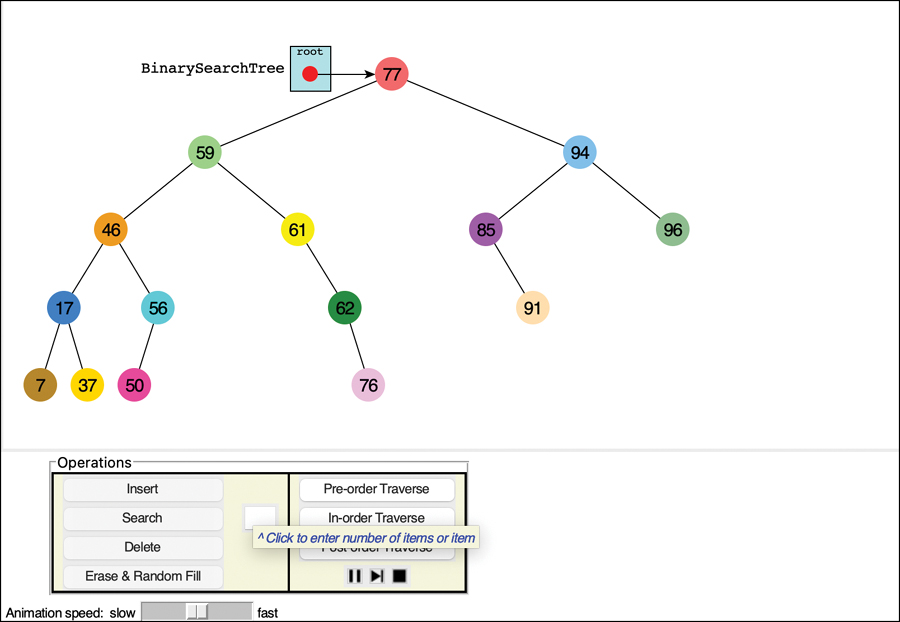 root
BinarySearchTree
77
59
94
46
61
85
96
17
56
62
91
7
37
50
76
Operations
Insert
Pre-order Traverse
Search
In-order Traverse
^ Click to enter number of items or item
Delete
Post-order Traverse
Erase & Random Fill
Animation speed: slow
fast